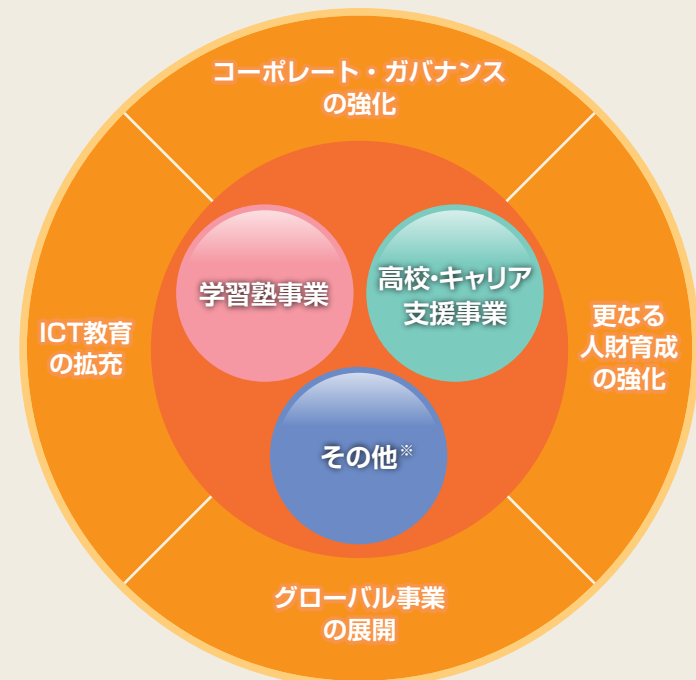 コーポレート・ガバナンス
の強化
学習塾事業
高校・キャリア
支援事業
ICT教育
の拡充
更なる
人財育成
の強化
その他※
グローバル事業
の展開